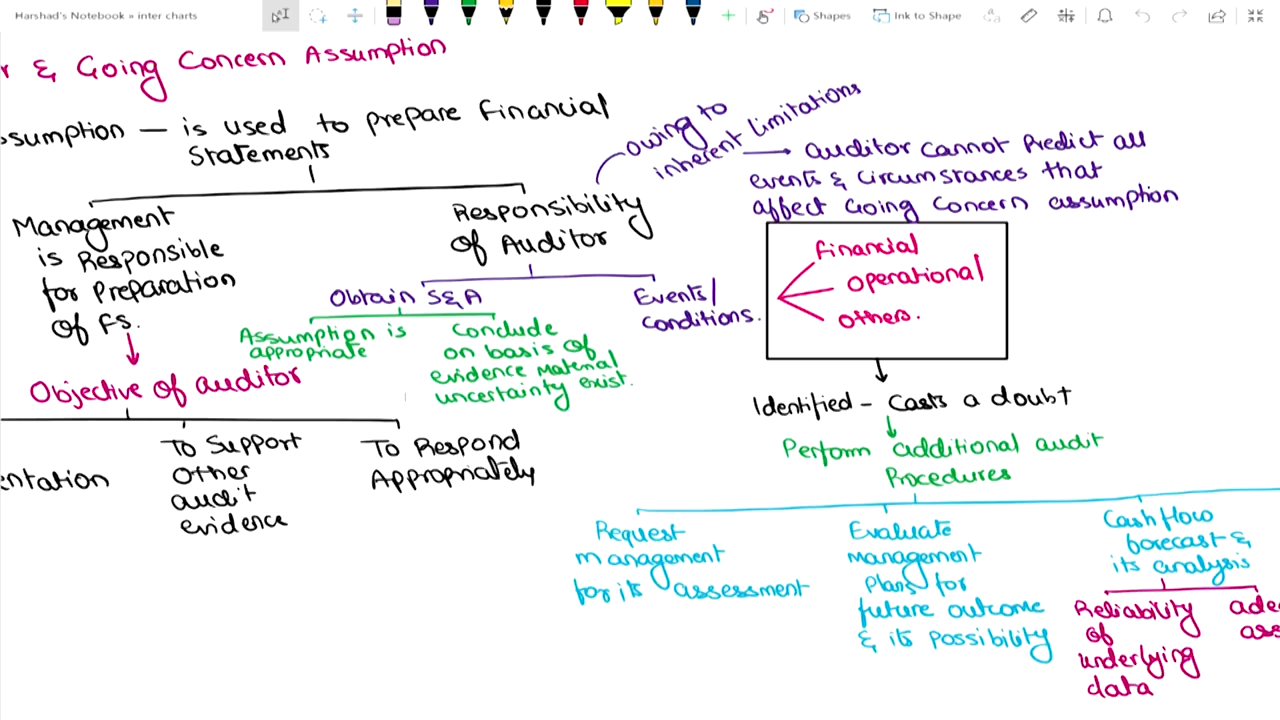 Harshad's Notebook » inter charts
Shapes
Ink to Shape
r & Going Concern Assumption
ssumption — is used to prepare financial
Statements
owing to
inherent limitations
auditor cannot Predict all
events & circumstances that
affect Going Concern assumption
Management
is Responsible
for Preparation
of FS.
Responsibility
of Auditor
Obtain S&A
Events/
conditions.
Assumption is
appropriate
Conclude
on basis of
evidence material
uncertainty exist.
financial
operational
others.
Objective of auditor
entation
To Support
Other
audit
evidence
To Respond
Appropriately
Identified - casts a doubt
Perform additional audit
Procedures
Request
management
for its assessment
Evaluate
management
plans for
future outcome
& its possibility
Cash flow
forecast &
its analysis
Reliability
of
underlying
data
ade
ass